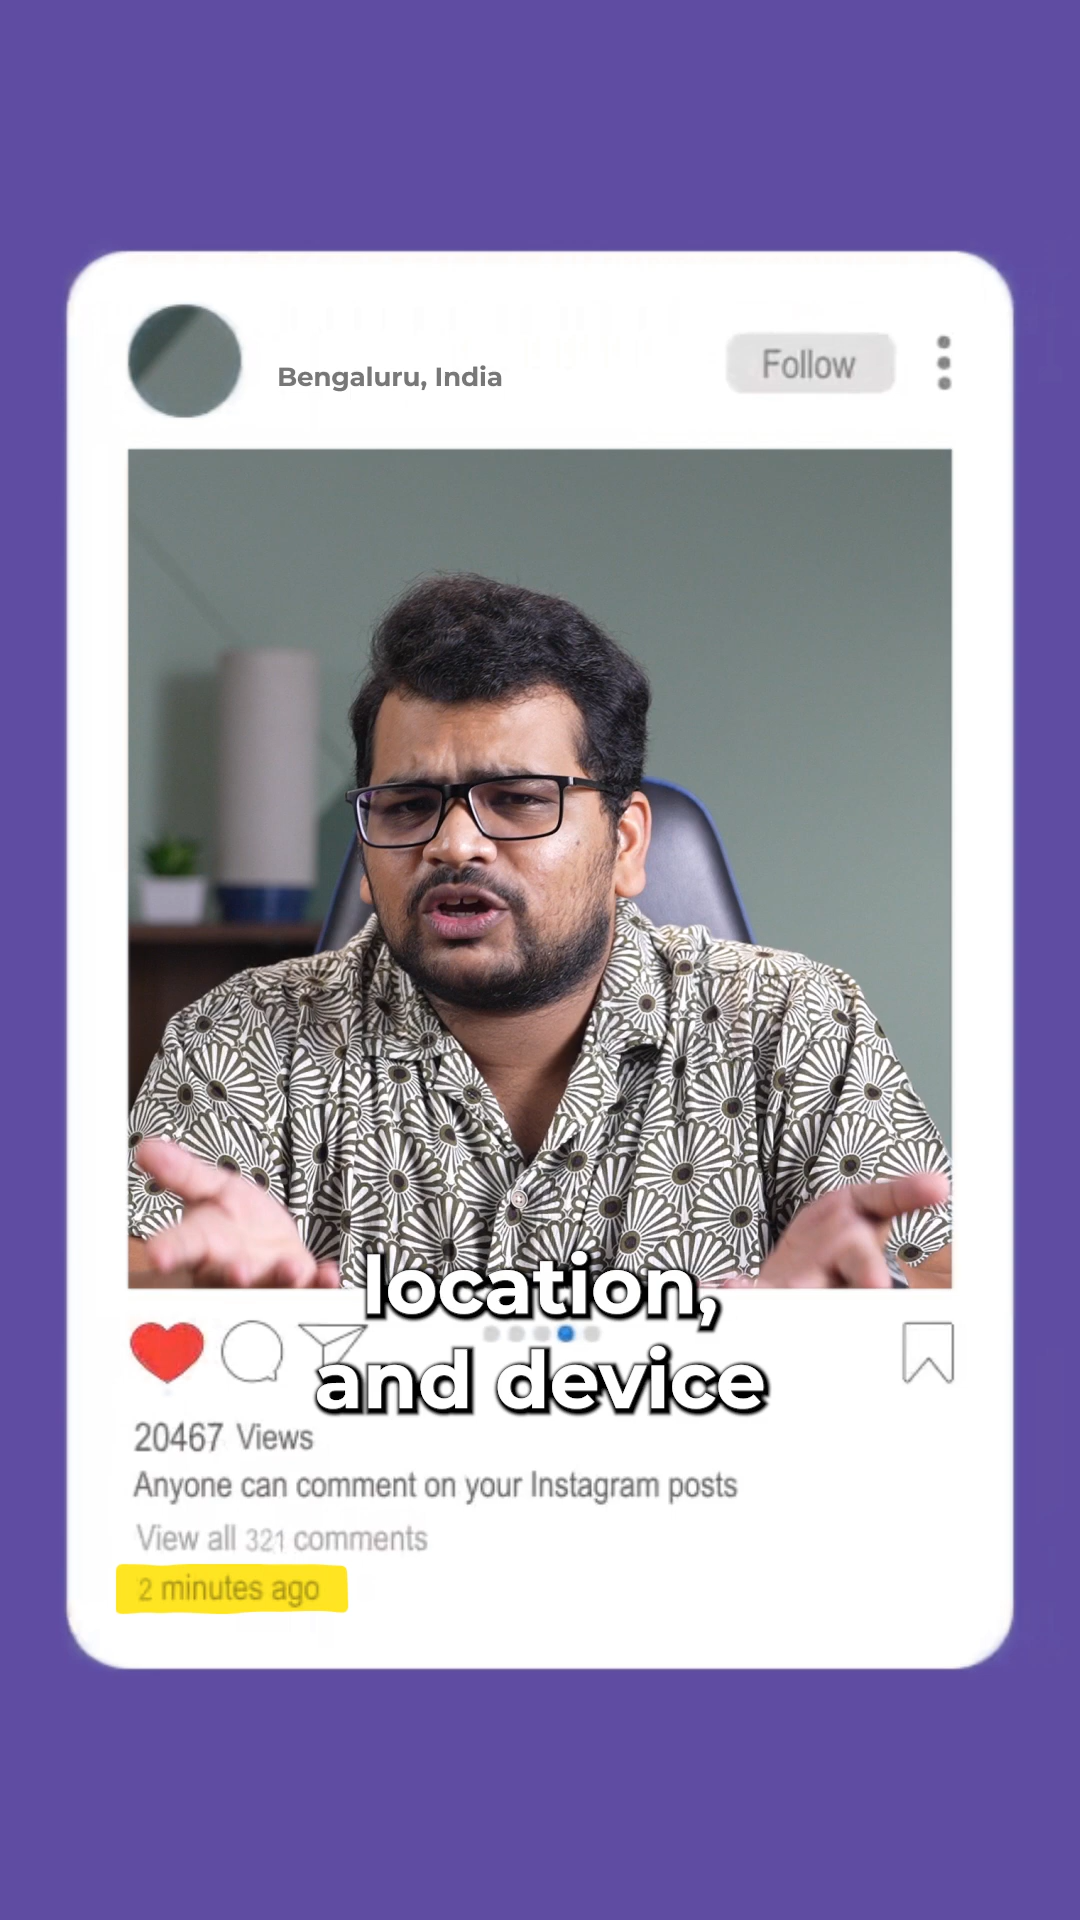 Bengaluru, India
Follow
location,
and device
20467 Views
Anyone can comment on your Instagram posts
View all 321 comments
2 minutes ago